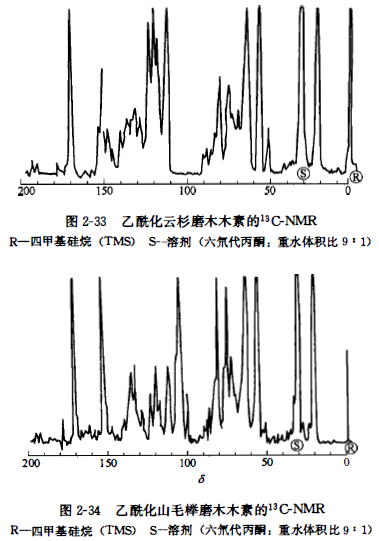 200 150 100 50 0
S R
图 2-33 乙酰化云杉磨木木素的¹³C-NMR
R—四甲基硅烷（TMS） S—溶剂（六氘代丙酮：重水体积比 9：1）
S R
200 150 100 50 0
δ
图 2-34 乙酰化山毛榉磨木木素的¹³C-NMR
R—四甲基硅烷（TMS） S—溶剂（六氘代丙酮：重水体积比 9：1）